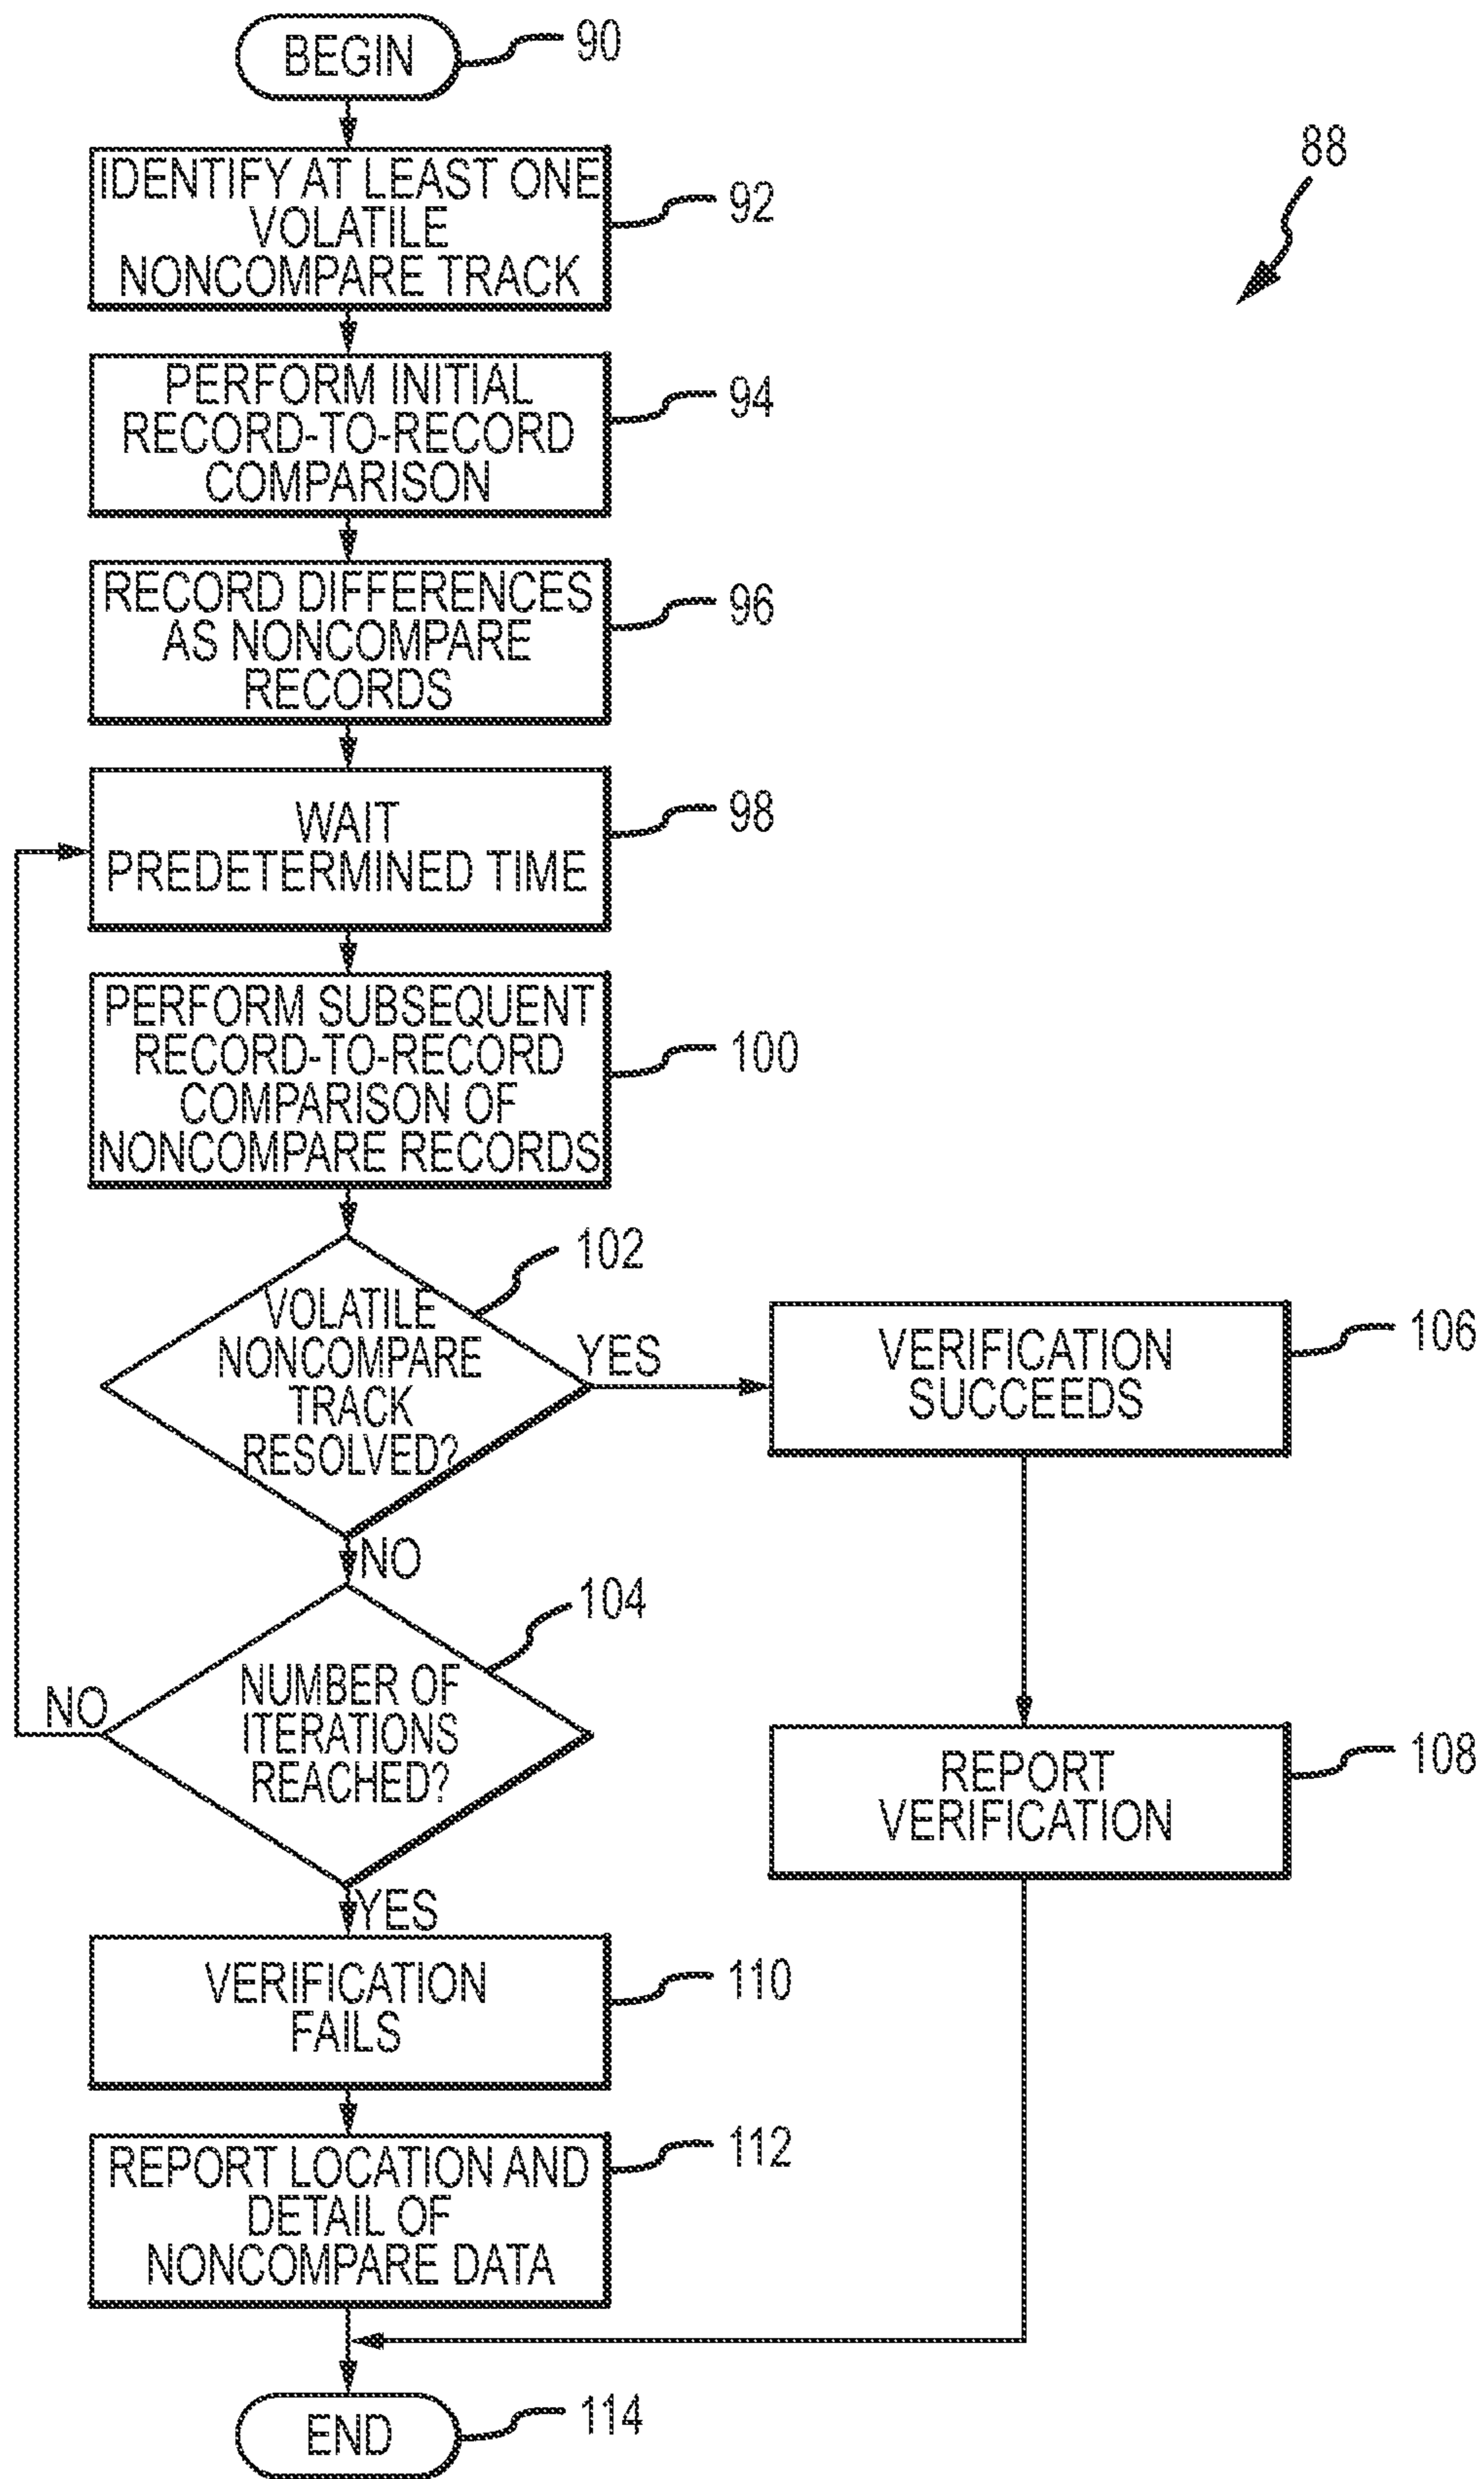 BEGIN
90
88
IDENTIFY AT LEAST ONE
VOLATILE
NONCOMPARE TRACK
92
PERFORM INITIAL
RECORD-TO-RECORD
COMPARISON
94
RECORD DIFFERENCES
AS NONCOMPARE
RECORDS
96
WAIT
PREDETERMINED TIME
98
PERFORM SUBSEQUENT
RECORD-TO-RECORD
COMPARISON OF
NONCOMPARE RECORDS
100
VOLATILE
NONCOMPARE
TRACK
RESOLVED?
102
YES
NO
VERIFICATION
SUCCEEDS
106
NUMBER OF
ITERATIONS
REACHED?
104
NO
YES
REPORT
VERIFICATION
108
VERIFICATION
FAILS
110
REPORT LOCATION AND
DETAIL OF
NONCOMPARE DATA
112
END
114